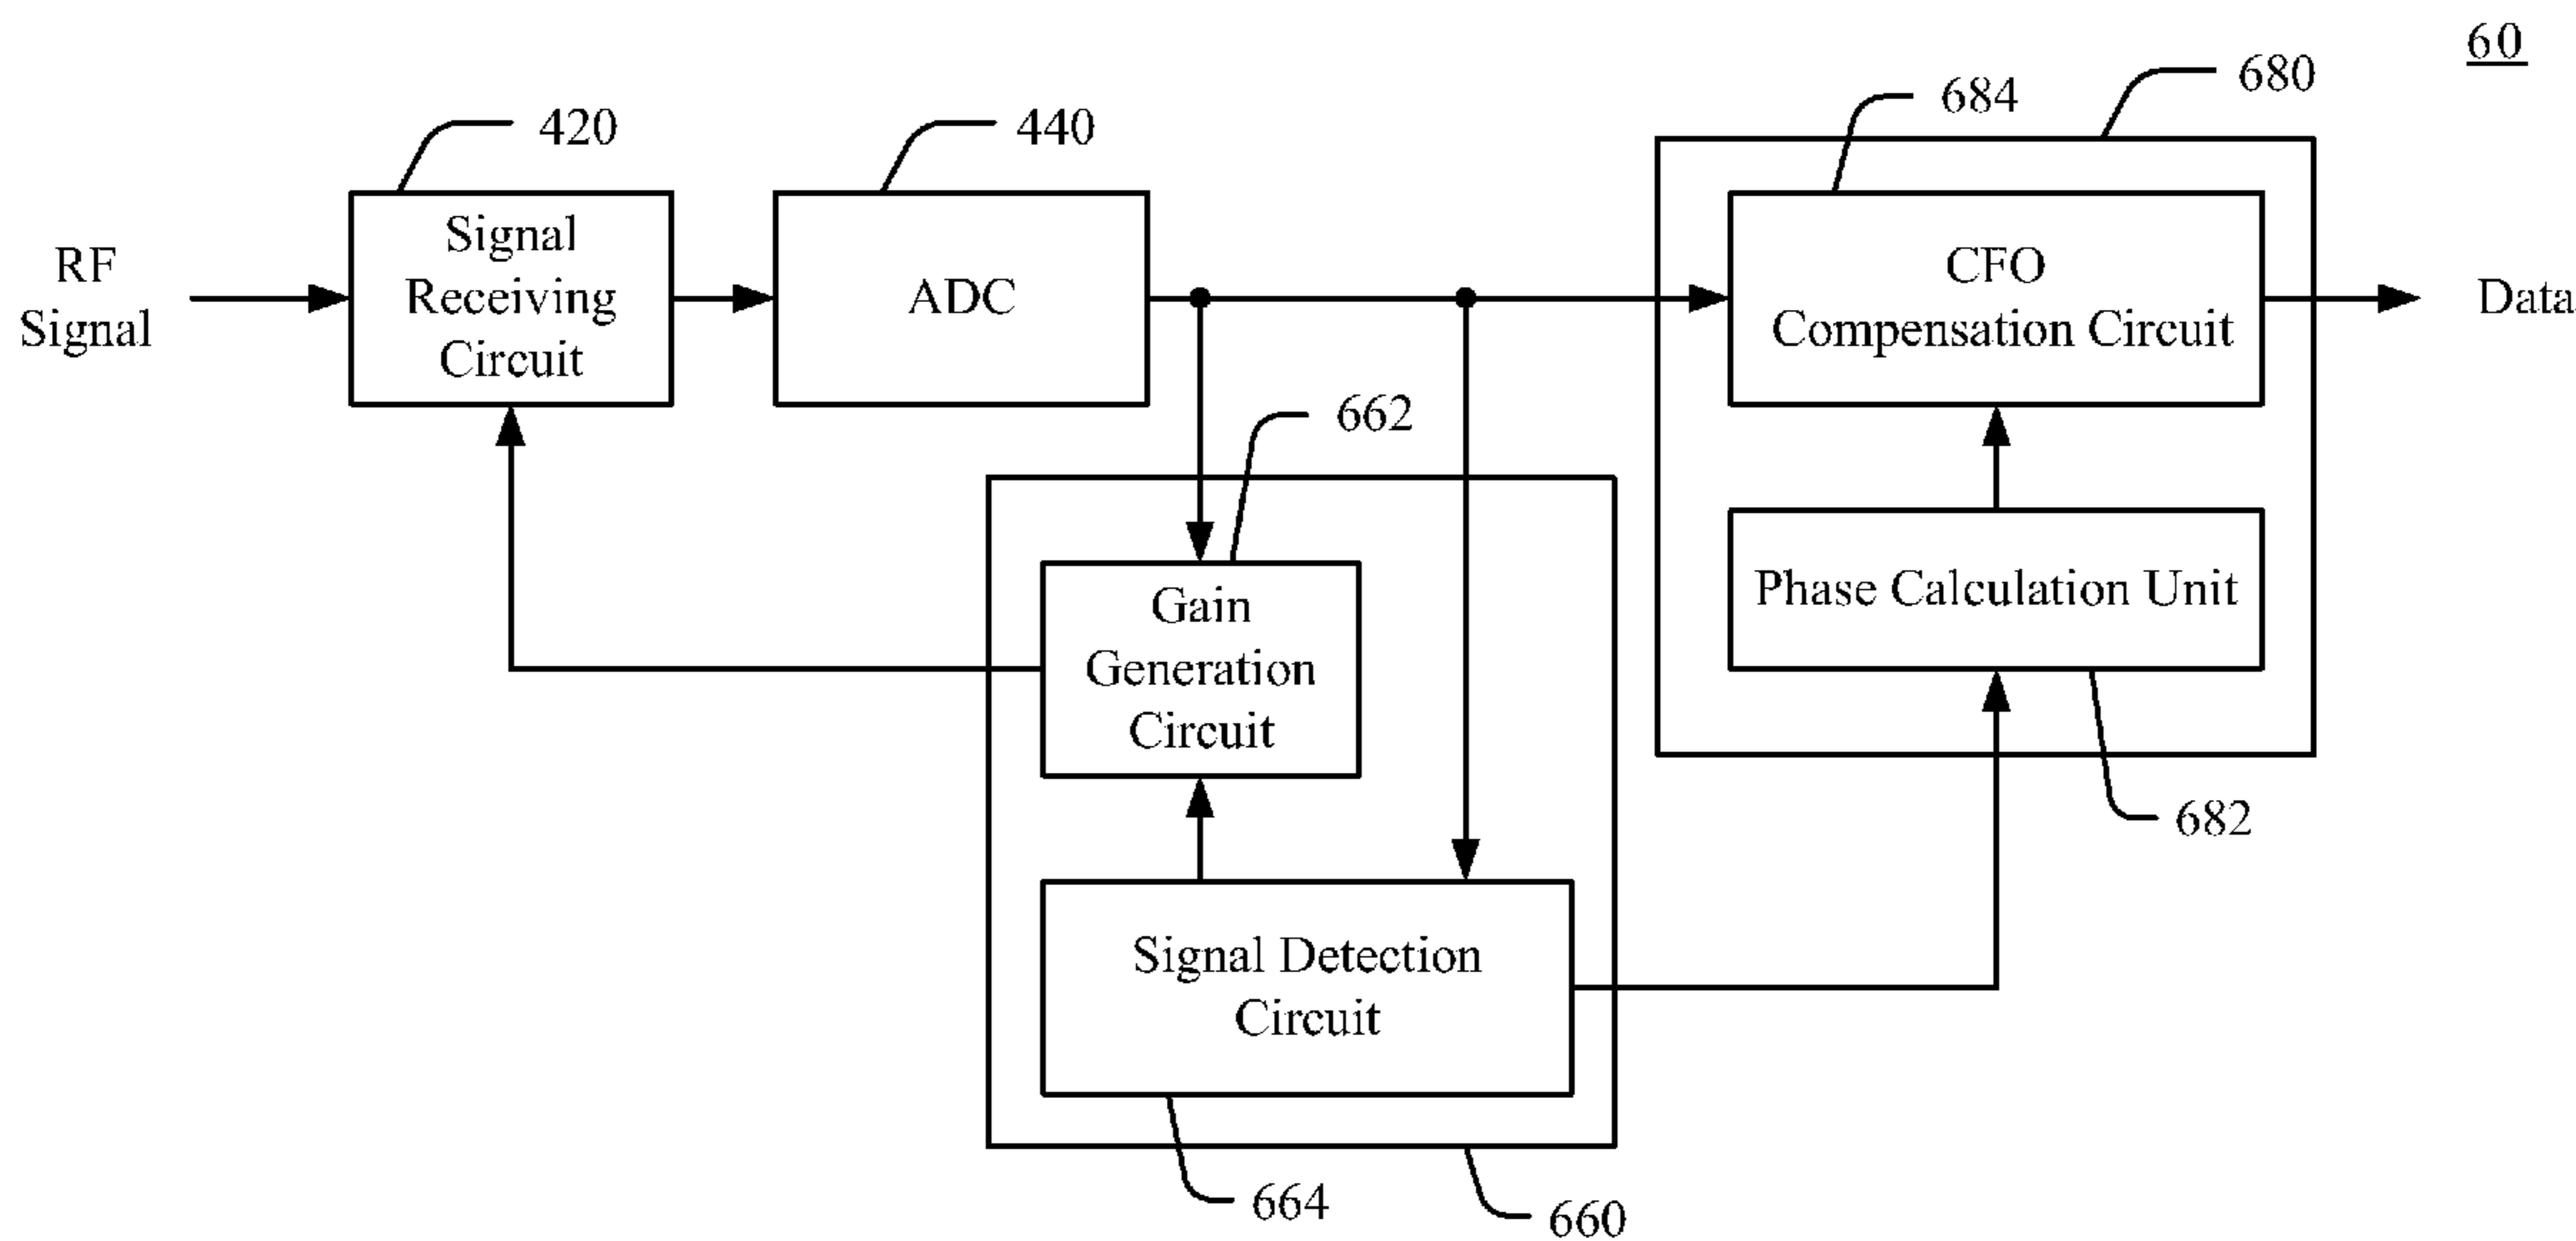 60
680
684
420
440
RF
Signal
Signal
Receiving
Circuit
ADC
CFO
Compensation Circuit
Data
662
Gain
Generation
Circuit
Phase Calculation Unit
682
Signal Detection
Circuit
664
660